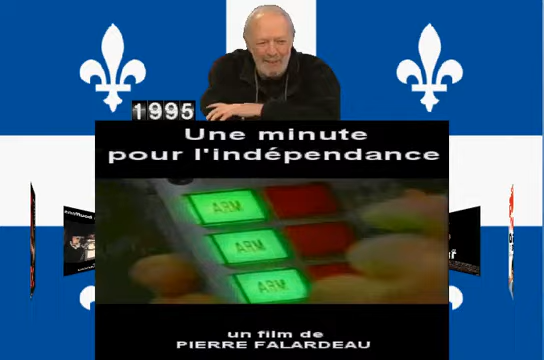 1995
Une minute
pour l'indépendance
ARM
ARM
ARM
un film de
PIERRE FALARDEAU